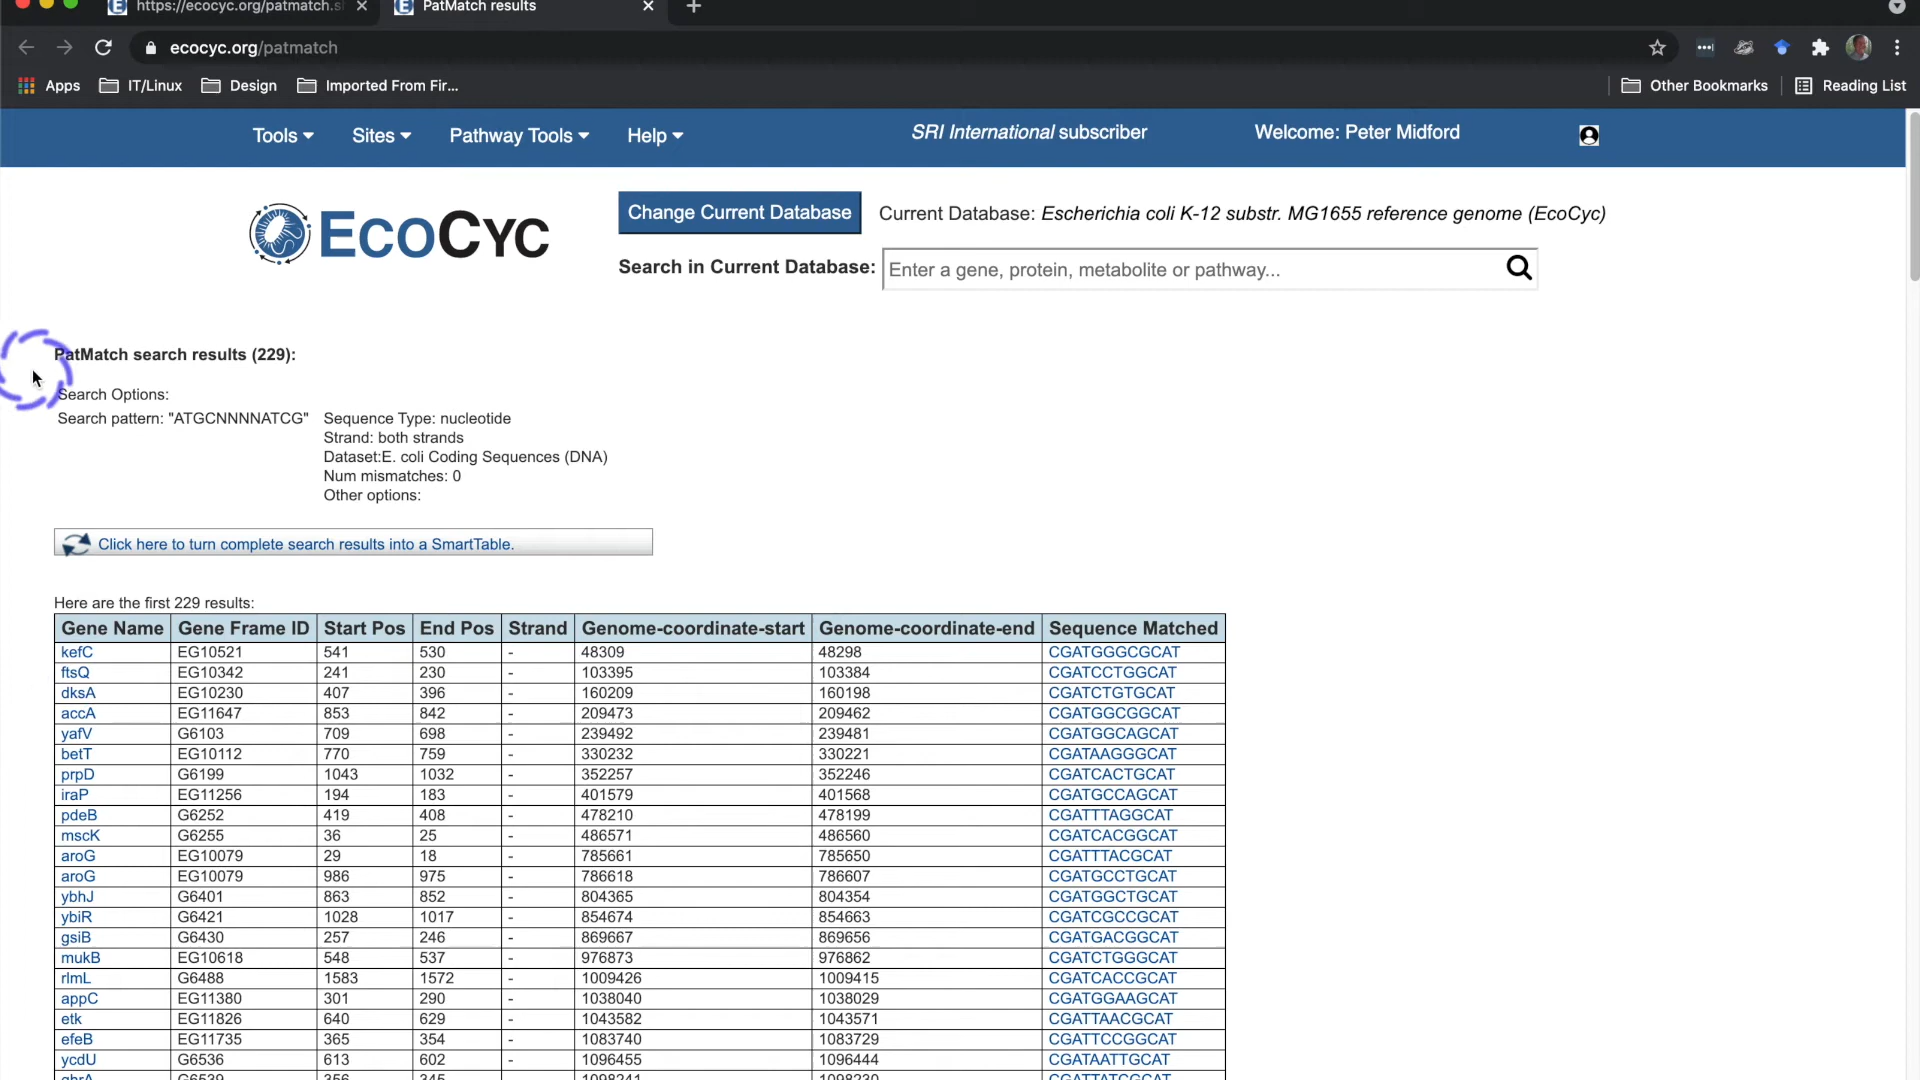 https://ecocyc.org/patmatch.s
PatMatch results
ecocyc.org/patmatch
Apps IT/Linux Design Imported From Fir... Other Bookmarks Reading List
Tools Sites Pathway Tools Help SRI International subscriber Welcome: Peter Midford
ECOCYC
Change Current Database Current Database: Escherichia coli K-12 substr. MG1655 reference genome (EcoCyc)
Search in Current Database: Enter a gene, protein, metabolite or pathway...
PatMatch search results (229):
Search Options:
Search pattern: "ATGCNNNNATCG" Sequence Type: nucleotide
Strand: both strands
Dataset:E. coli Coding Sequences (DNA)
Num mismatches: 0
Other options:
Click here to turn complete search results into a SmartTable.
Here are the first 229 results:
Gene Name Gene Frame ID Start Pos End Pos Strand Genome-coordinate-start Genome-coordinate-end Sequence Matched
kefC EG10521 541 530 - 48309 48298 CGATGGGCGCAT
ftsQ EG10342 241 230 - 103395 103384 CGATCCTGGCAT
dksA EG10230 407 396 - 160209 160198 CGATCTGTGCAT
accA EG11647 853 842 - 209473 209462 CGATGGCGGCAT
yafV G6103 709 698 - 239492 239481 CGATGGCAGCAT
betT EG10112 770 759 - 330232 330221 CGATAAGGGCAT
prpD G6199 1043 1032 - 352257 352246 CGATCACTGCAT
iraP EG11256 194 183 - 401579 401568 CGATGCCAGCAT
pdeB G6252 419 408 - 478210 478199 CGATTTAGGCAT
mscK G6255 36 25 - 486571 486560 CGATCACGGCAT
aroG EG10079 29 18 - 785661 785650 CGATTTACGCAT
aroG EG10079 986 975 - 786618 786607 CGATGCCTGCAT
ybhJ G6401 863 852 - 804365 804354 CGATGGCTGCAT
ybiR G6421 1028 1017 - 854674 854663 CGATCGCCGCAT
gsiB G6430 257 246 - 869667 869656 CGATGACGGCAT
mukB EG10618 548 537 - 976873 976862 CGATCTGGGCAT
rlmL G6488 1583 1572 - 1009426 1009415 CGATCACCGCAT
appC EG11380 301 290 - 1038040 1038029 CGATGGAAGCAT
etk EG11826 640 629 - 1043582 1043571 CGATTAACGCAT
efeB EG11735 365 354 - 1083740 1083729 CGATTCCGGCAT
ycdU G6536 613 602 - 1096455 1096444 CGATAATTGCAT
ghrA G6539 356 345 - 1098241 1098230 CGATTATCGCAT